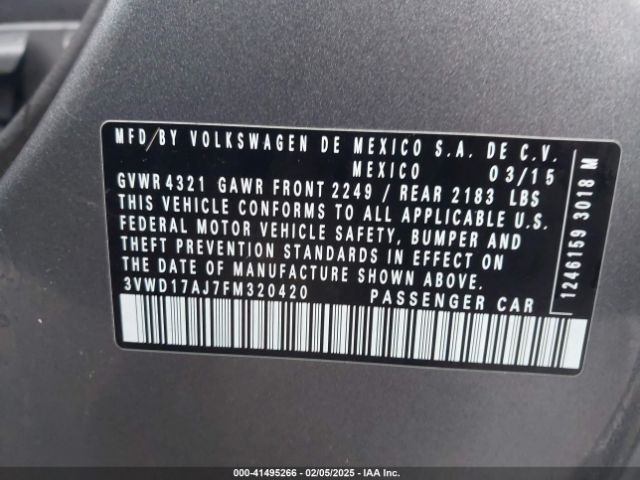 MFD/BY VOLKSWAGEN DE MEXICO S.A. DE C.V.
MEXICO 03/15
GVWR 4321 GAWR FRONT 2249 / REAR 2183 LBS
THIS VEHICLE CONFORMS TO ALL APPLICABLE U.S.
FEDERAL MOTOR VEHICLE SAFETY, BUMPER AND
THEFT PREVENTION STANDARDS IN EFFECT ON
THE DATE OF MANUFACTURE SHOWN ABOVE.
3VWD17AJ7FM320420 PASSENGER CAR
1246159 3018 M
000 - 41495266 - 02/05/2025 - IAA Inc.